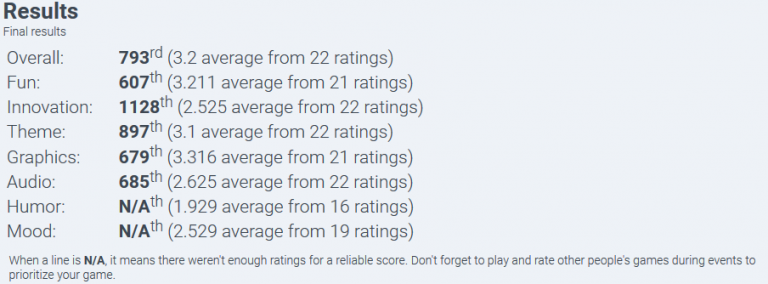 Results
Final results
Overall: 793rd (3.2 average from 22 ratings)
Fun: 607th (3.211 average from 21 ratings)
Innovation: 1128th (2.525 average from 22 ratings)
Theme: 897th (3.1 average from 22 ratings)
Graphics: 679th (3.316 average from 21 ratings)
Audio: 685th (2.625 average from 22 ratings)
Humor: N/Ath (1.929 average from 16 ratings)
Mood: N/Ath (2.529 average from 19 ratings)
When a line is N/A, it means there weren't enough ratings for a reliable score. Don't forget to play and rate other people's games during events to
prioritize your game.